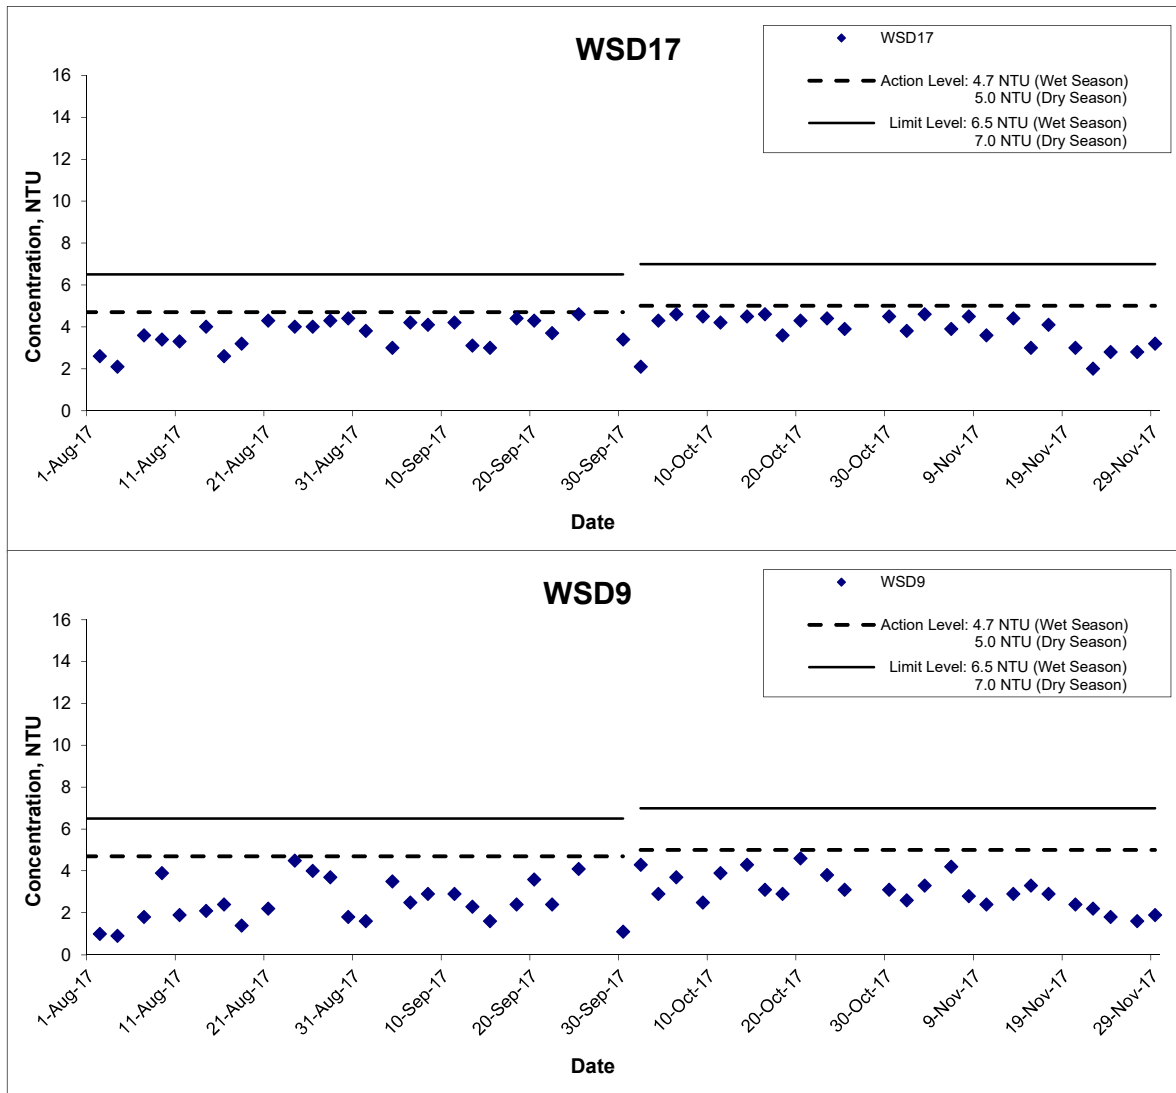 WSD17
WSD17
Action Level: 4.7 NTU (Wet Season)
5.0 NTU (Dry Season)
Limit Level: 6.5 NTU (Wet Season)
7.0 NTU (Dry Season)
Concentration, NTU
16
14
12
10
8
6
4
2
0
1-Aug-17
11-Aug-17
21-Aug-17
31-Aug-17
10-Sep-17
20-Sep-17
30-Sep-17
10-Oct-17
20-Oct-17
30-Oct-17
9-Nov-17
19-Nov-17
29-Nov-17
Date
WSD9
WSD9
Action Level: 4.7 NTU (Wet Season)
5.0 NTU (Dry Season)
Limit Level: 6.5 NTU (Wet Season)
7.0 NTU (Dry Season)
Concentration, NTU
16
14
12
10
8
6
4
2
0
1-Aug-17
11-Aug-17
21-Aug-17
31-Aug-17
10-Sep-17
20-Sep-17
30-Sep-17
10-Oct-17
20-Oct-17
30-Oct-17
9-Nov-17
19-Nov-17
29-Nov-17
Date